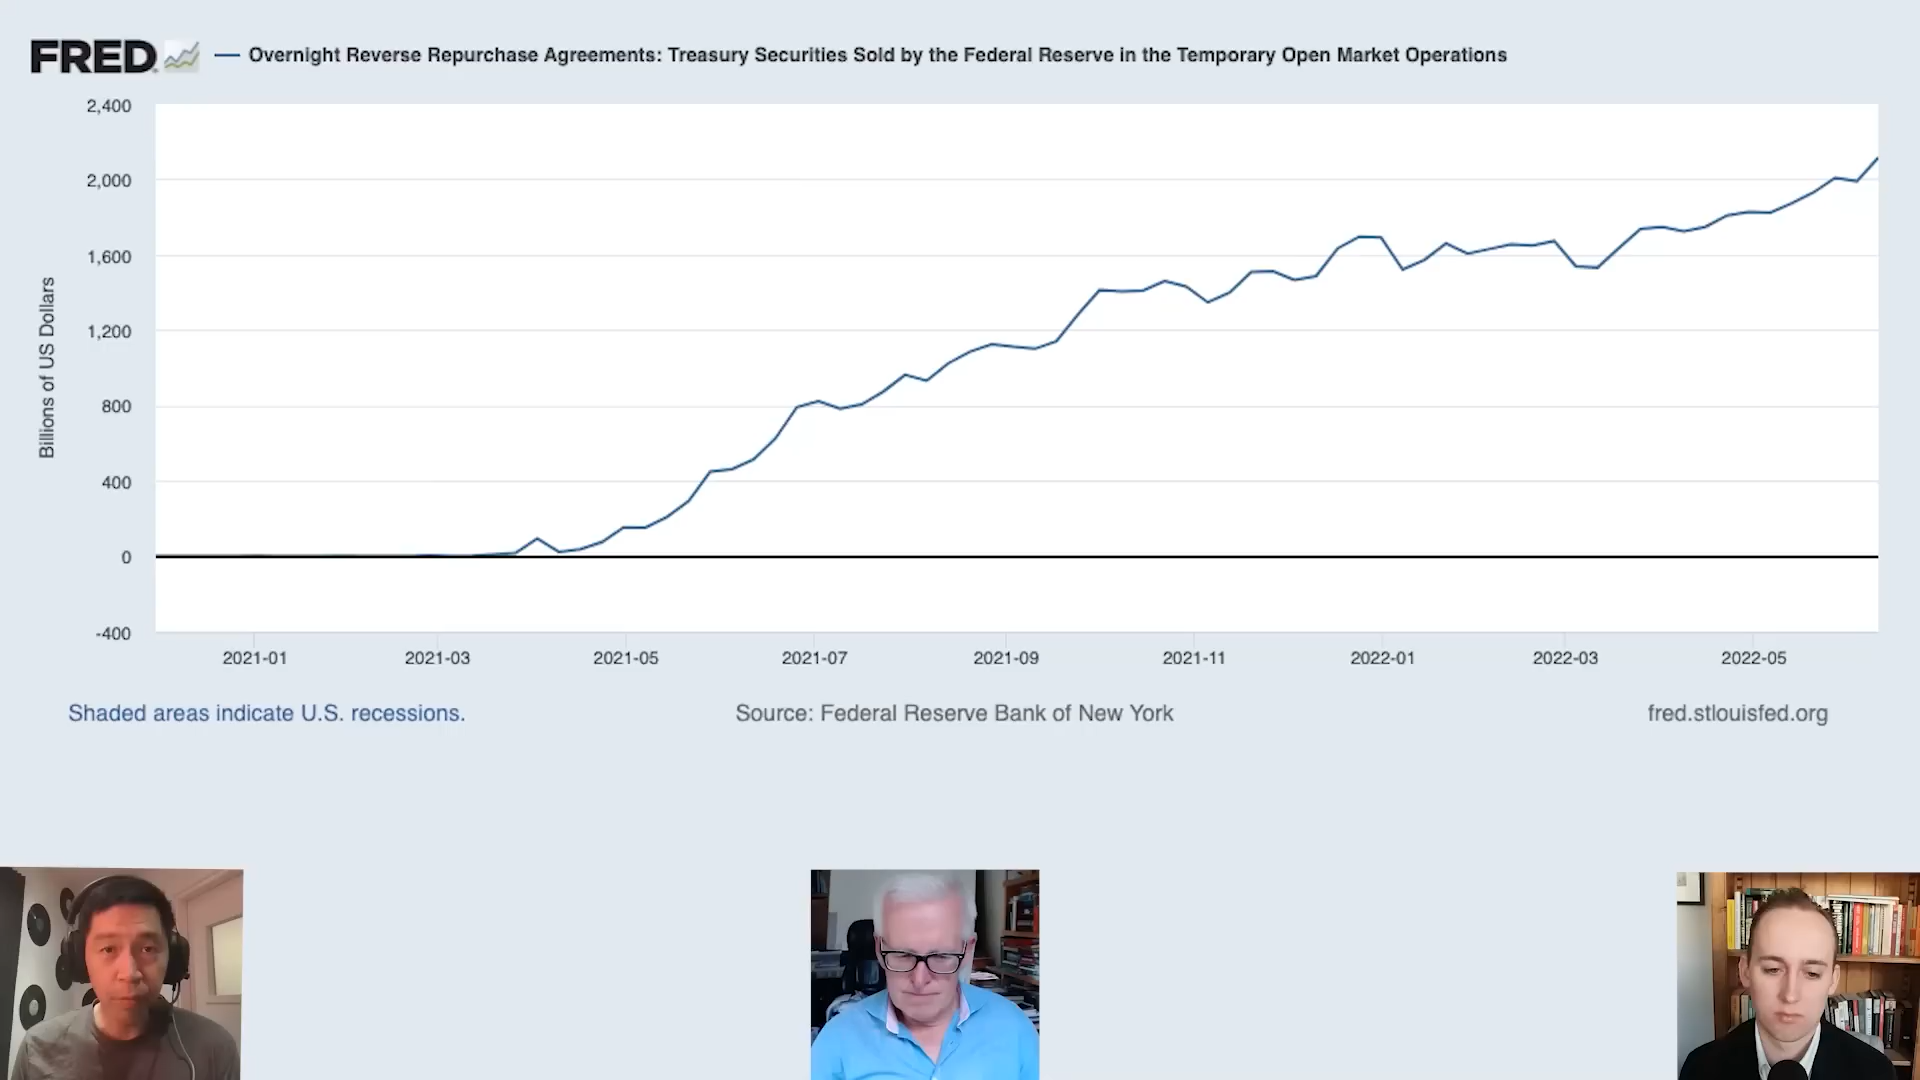 FRED
Overnight Reverse Repurchase Agreements: Treasury Securities Sold by the Federal Reserve in the Temporary Open Market Operations
Billions of US Dollars
2,400
2,000
1,600
1,200
800
400
0
-400
2021-01 2021-03 2021-05 2021-07 2021-09 2021-11 2022-01 2022-03 2022-05
Shaded areas indicate U.S. recessions. Source: Federal Reserve Bank of New York fred.stlouisfed.org